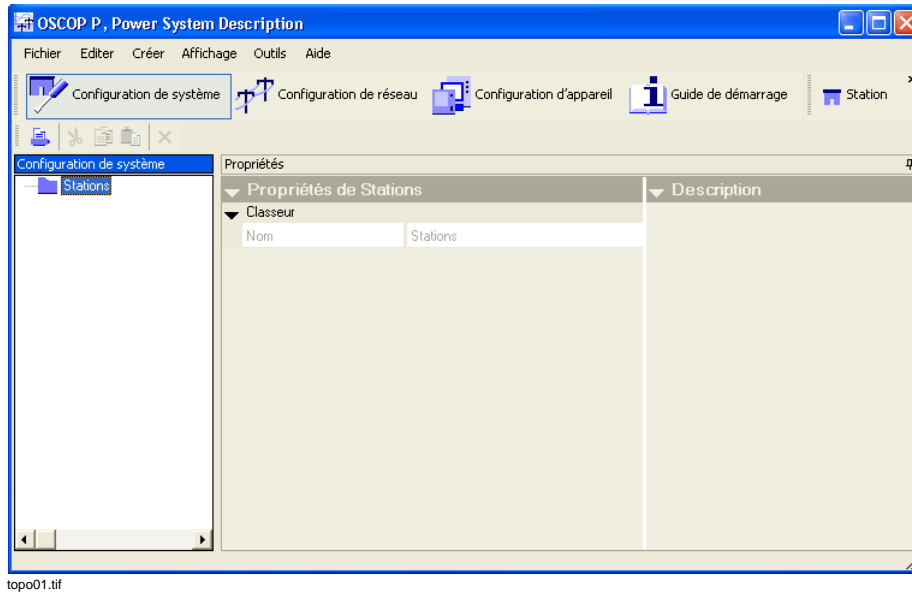 OSCOP P, Power System Description
Fichier Editer Créer Affichage Outils Aide
Configuration de système Configuration de réseau Configuration d'appareil Guide de démarrage Station
Configuration de système
Propriétés
Stations
Propriétés de Stations
Description
Classeur
Nom Stations
topo01.tif